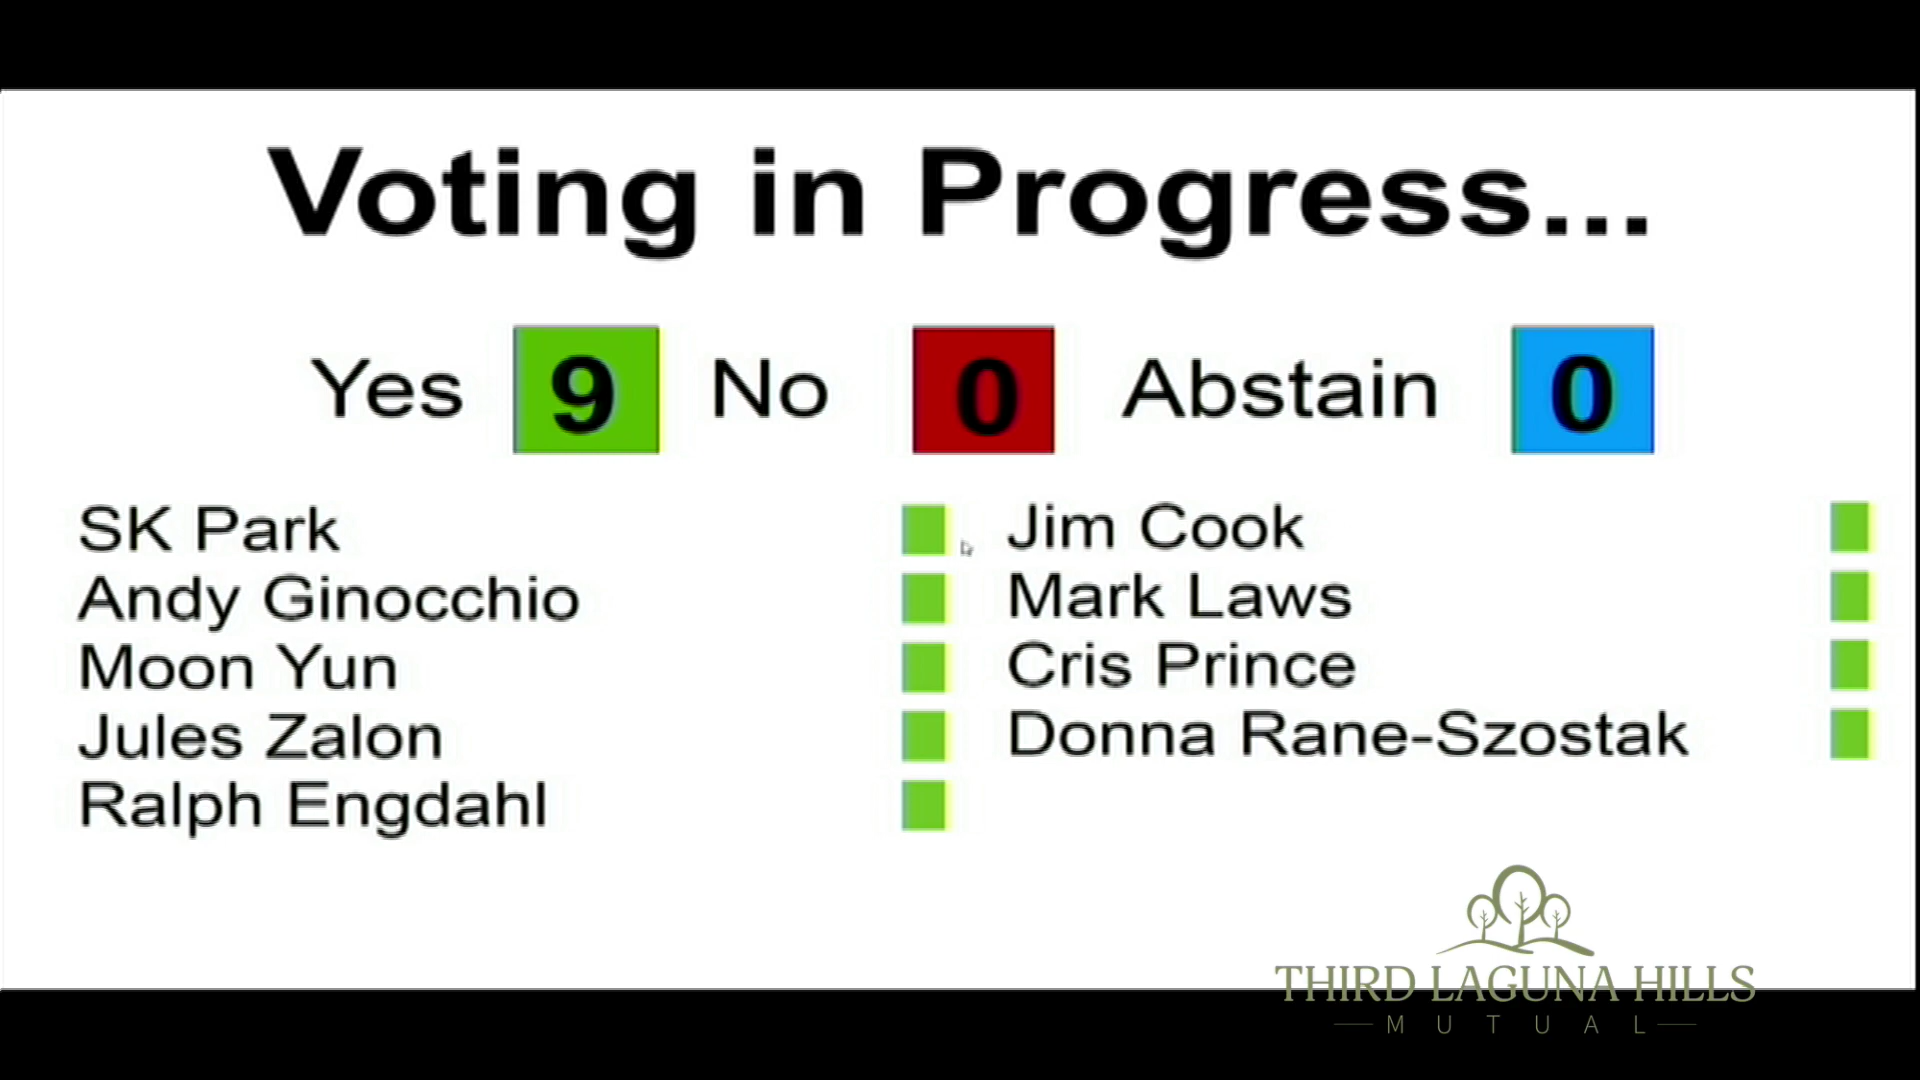 Voting in Progress...
Yes 9 No 0 Abstain 0
SK Park
Andy Ginocchio
Moon Yun
Jules Zalon
Ralph Engdahl
Jim Cook
Mark Laws
Cris Prince
Donna Rane-Szostak
THIRD LAGUNA HILLS
MUTUAL